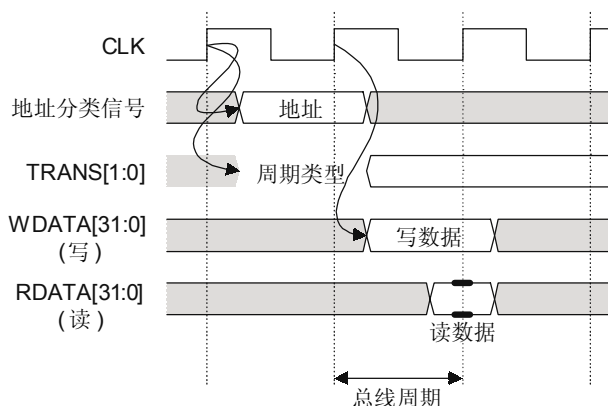 CLK
地址分类信号
地址
TRANS[1:0]
周期类型
WDATA[31:0]
(写)
写数据
RDATA[31:0]
(读)
读数据
总线周期